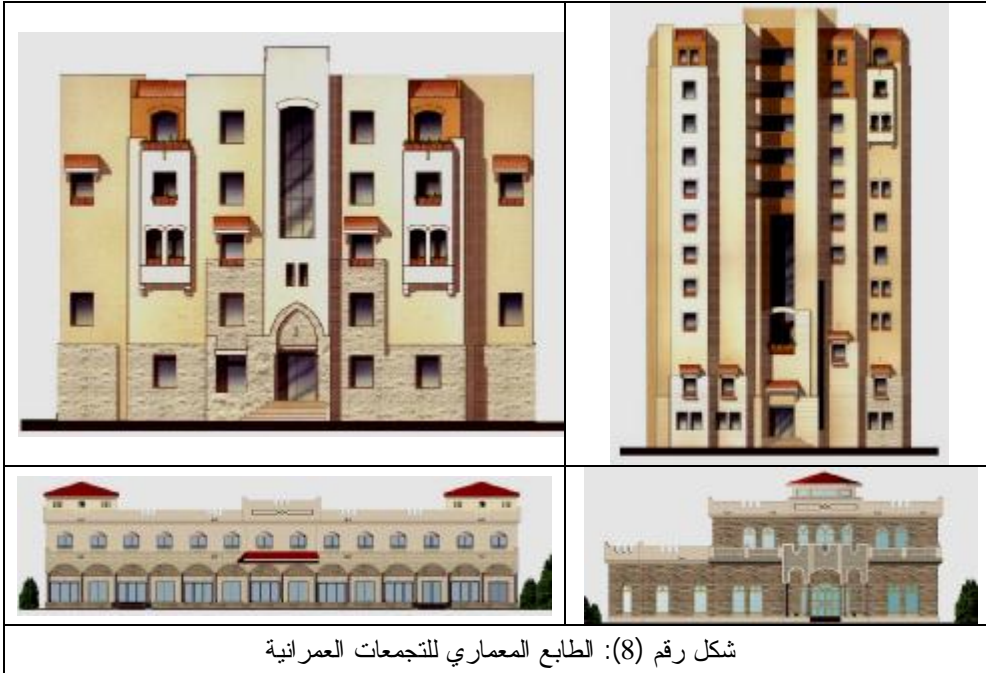 شكل رقم (8): الطابع المعماري للتجمعات العمرانية